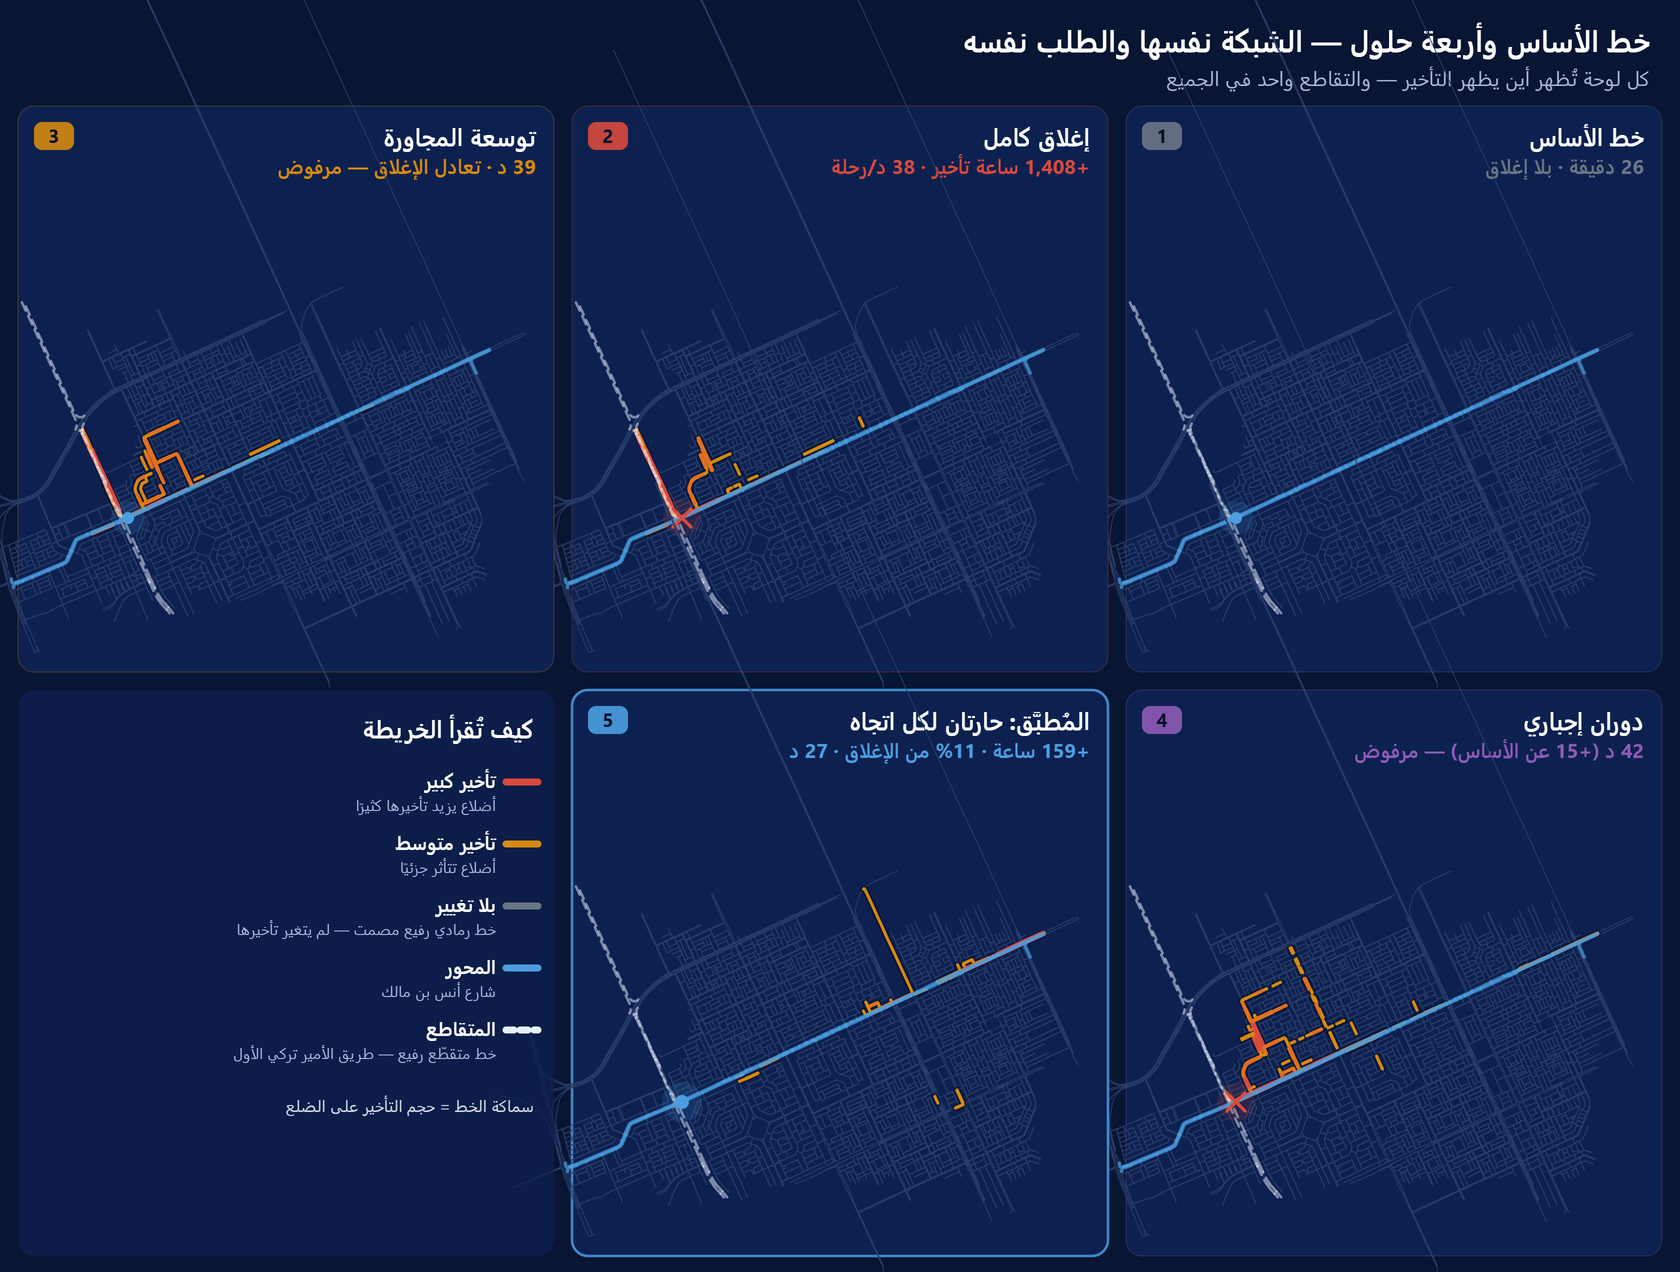 خط الأساس وأربعة حلول — الشبكة نفسها والطلب نفسه
كل لوحة تُظهر أين يظهر التأخير — والتقاطع واحد في الجميع
خط الأساس
1
26 دقيقة · بلا إغلاق
إغلاق كامل
2
+1,408 ساعة تأخير · 38 د/رحلة
توسعة المجاورة
3
39 د · تعادل الإغلاق — مرفوض
دوران إجباري
4
42 د (+15 عن الأساس) — مرفوض
المُطبَّق: حارتان لكل اتجاه
5
+159 ساعة · 11% من الإغلاق · 27 د
كيف تُقرأ الخريطة
تأخير كبير
أضلاع يزيد تأخيرها كثيرًا
تأخير متوسط
أضلاع تتأثر جزئيًا
بلا تغيير
خط رمادي رفيع مصمت — لم يتغير تأخيرها
المحور
شارع أنس بن مالك
المتقاطع
خط متقطّع رفيع — طريق الأمير تركي الأول
سماكة الخط = حجم التأخير على الضلع